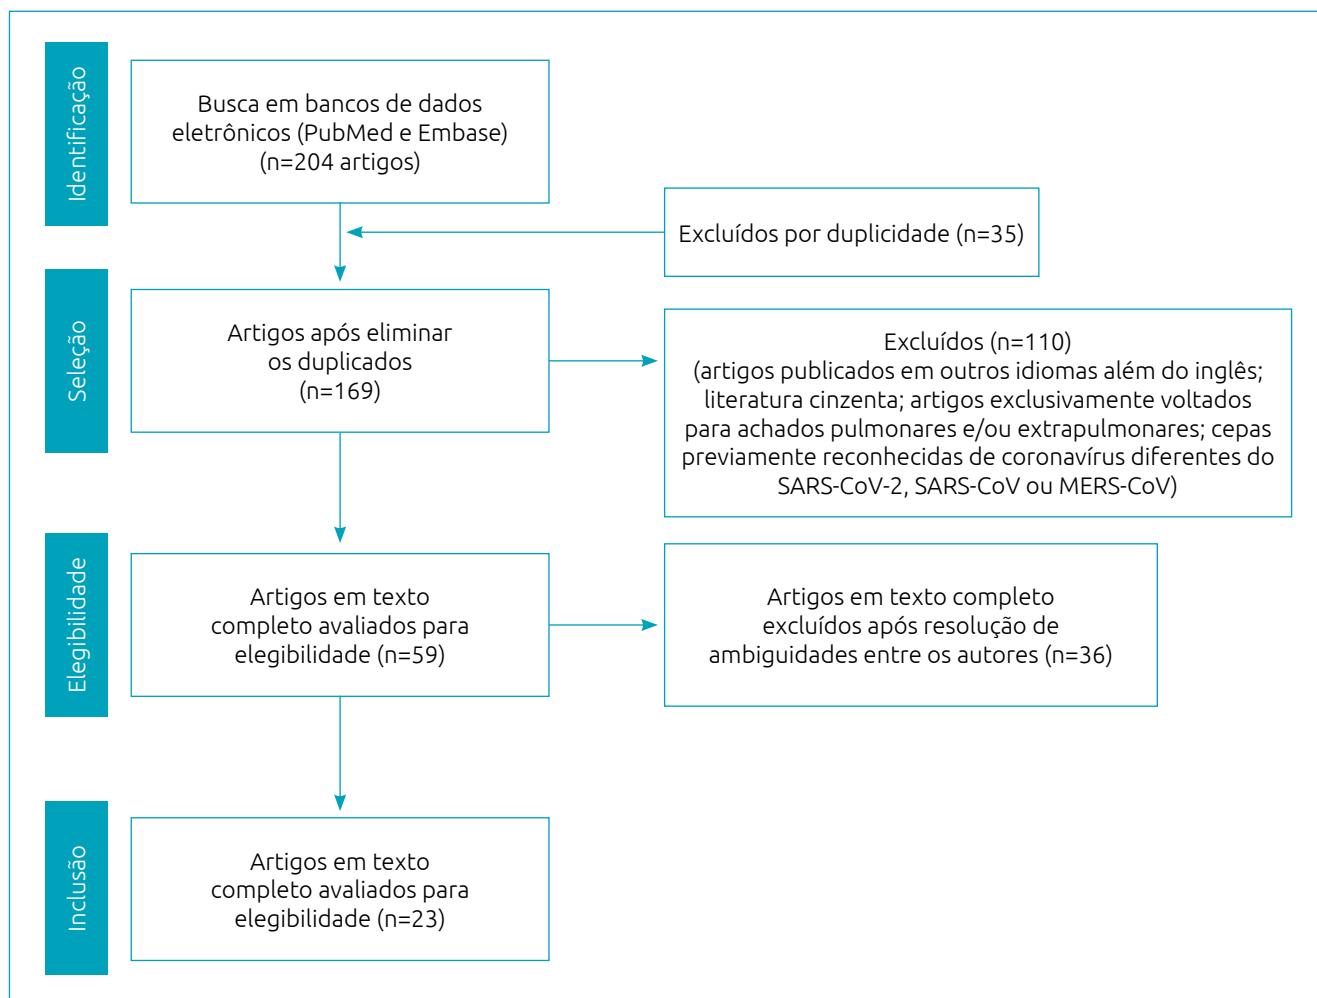 Identificação
Busca em bancos de dados
eletrônicos (PubMed e Embase)
(n=204 artigos)
Excluídos por duplicidade (n=35)
Seleção
Artigos após eliminar
os duplicados
(n=169)
Excluídos (n=110)
(artigos publicados em outros idiomas além do inglês;
literatura cinzenta; artigos exclusivamente voltados
para achados pulmonares e/ou extrapulmonares; cepas
previamente reconhecidas de coronavírus diferentes do
SARS-CoV-2, SARS-CoV ou MERS-CoV)
Elegibilidade
Artigos em texto
completo avaliados para
elegibilidade (n=59)
Artigos em texto completo
excluídos após resolução de
ambiguidades entre os autores (n=36)
Inclusão
Artigos em texto
completo avaliados para
elegibilidade (n=23)